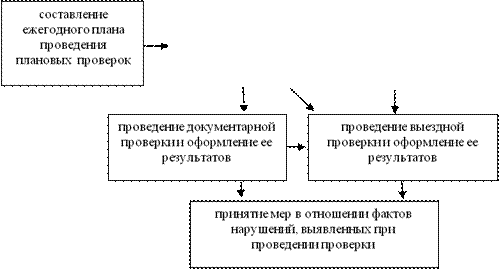 составление
ежегодного плана
проведения
плановых проверок
проведение документарной
проверки и оформление ее
результатов
проведение выездной
проверки и оформление ее
результатов
принятие мер в отношении фактов
нарушений, выявленных при
проведении проверки